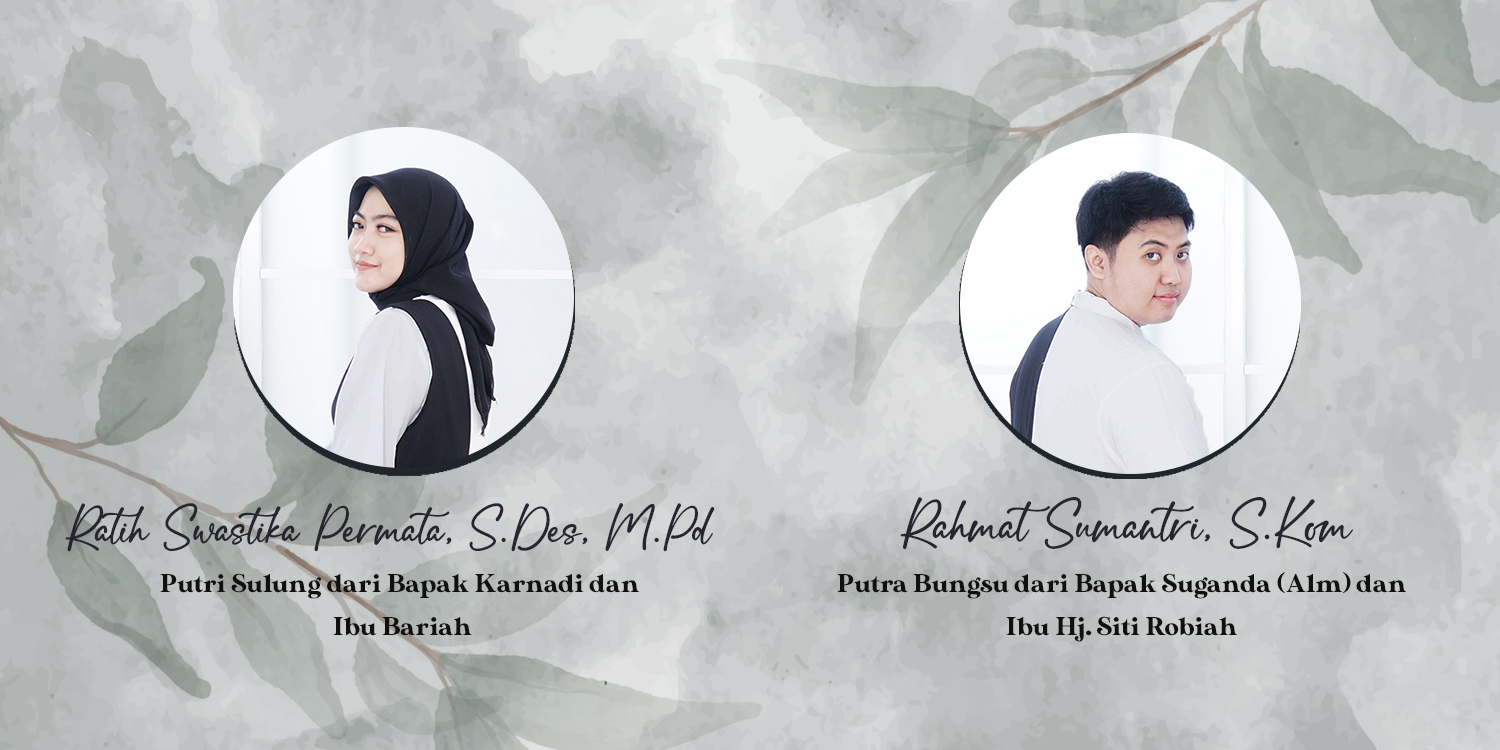 Ratih Swastika Permata, S.Des, M.Pd
Putri Sulung dari Bapak Karnadi dan
Ibu Bariah
Rahmat Sumantri, S.Kom
Putra Bungsu dari Bapak Suganda (Alm) dan
Ibu Hj. Siti Robiah